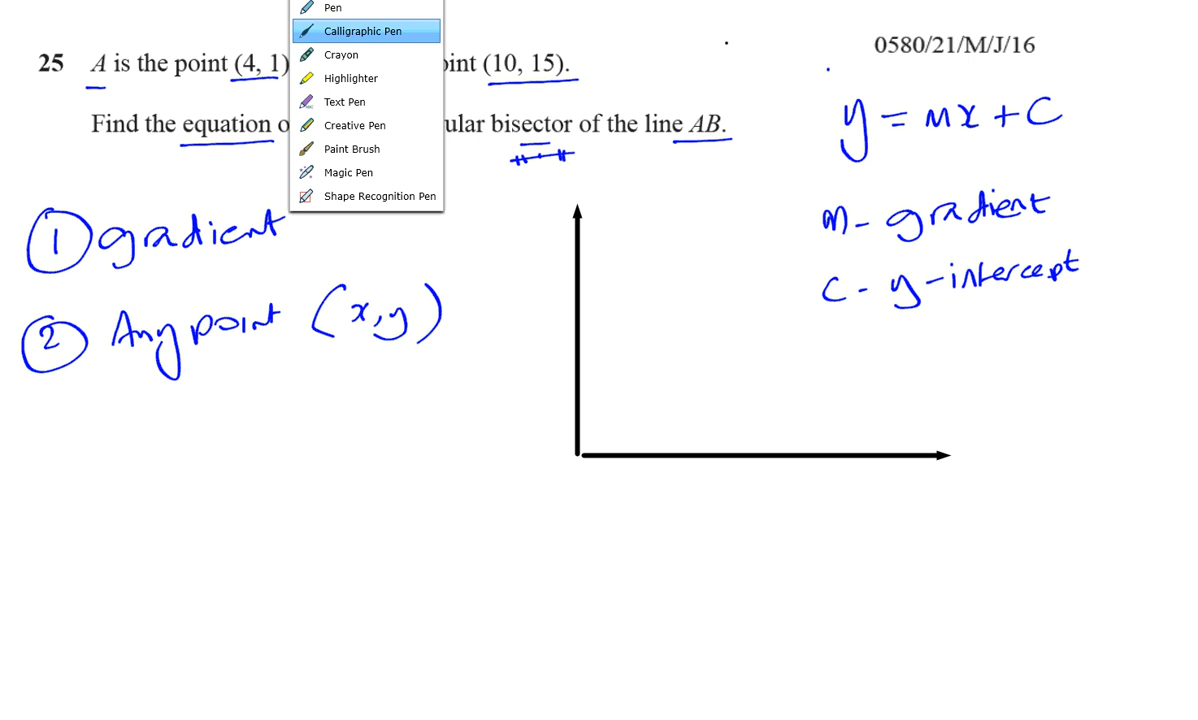 Pen
Calligraphic Pen
Crayon
Highlighter
Text Pen
Creative Pen
Paint Brush
Magic Pen
Shape Recognition Pen
0580/21/M/J/16
25 A is the point (4, 1) int (10, 15).
Find the equation o ular bisector of the line AB.
y = mx + c
m - gradient
c - y-intercept
1 gradient
2 Any point (x,y)